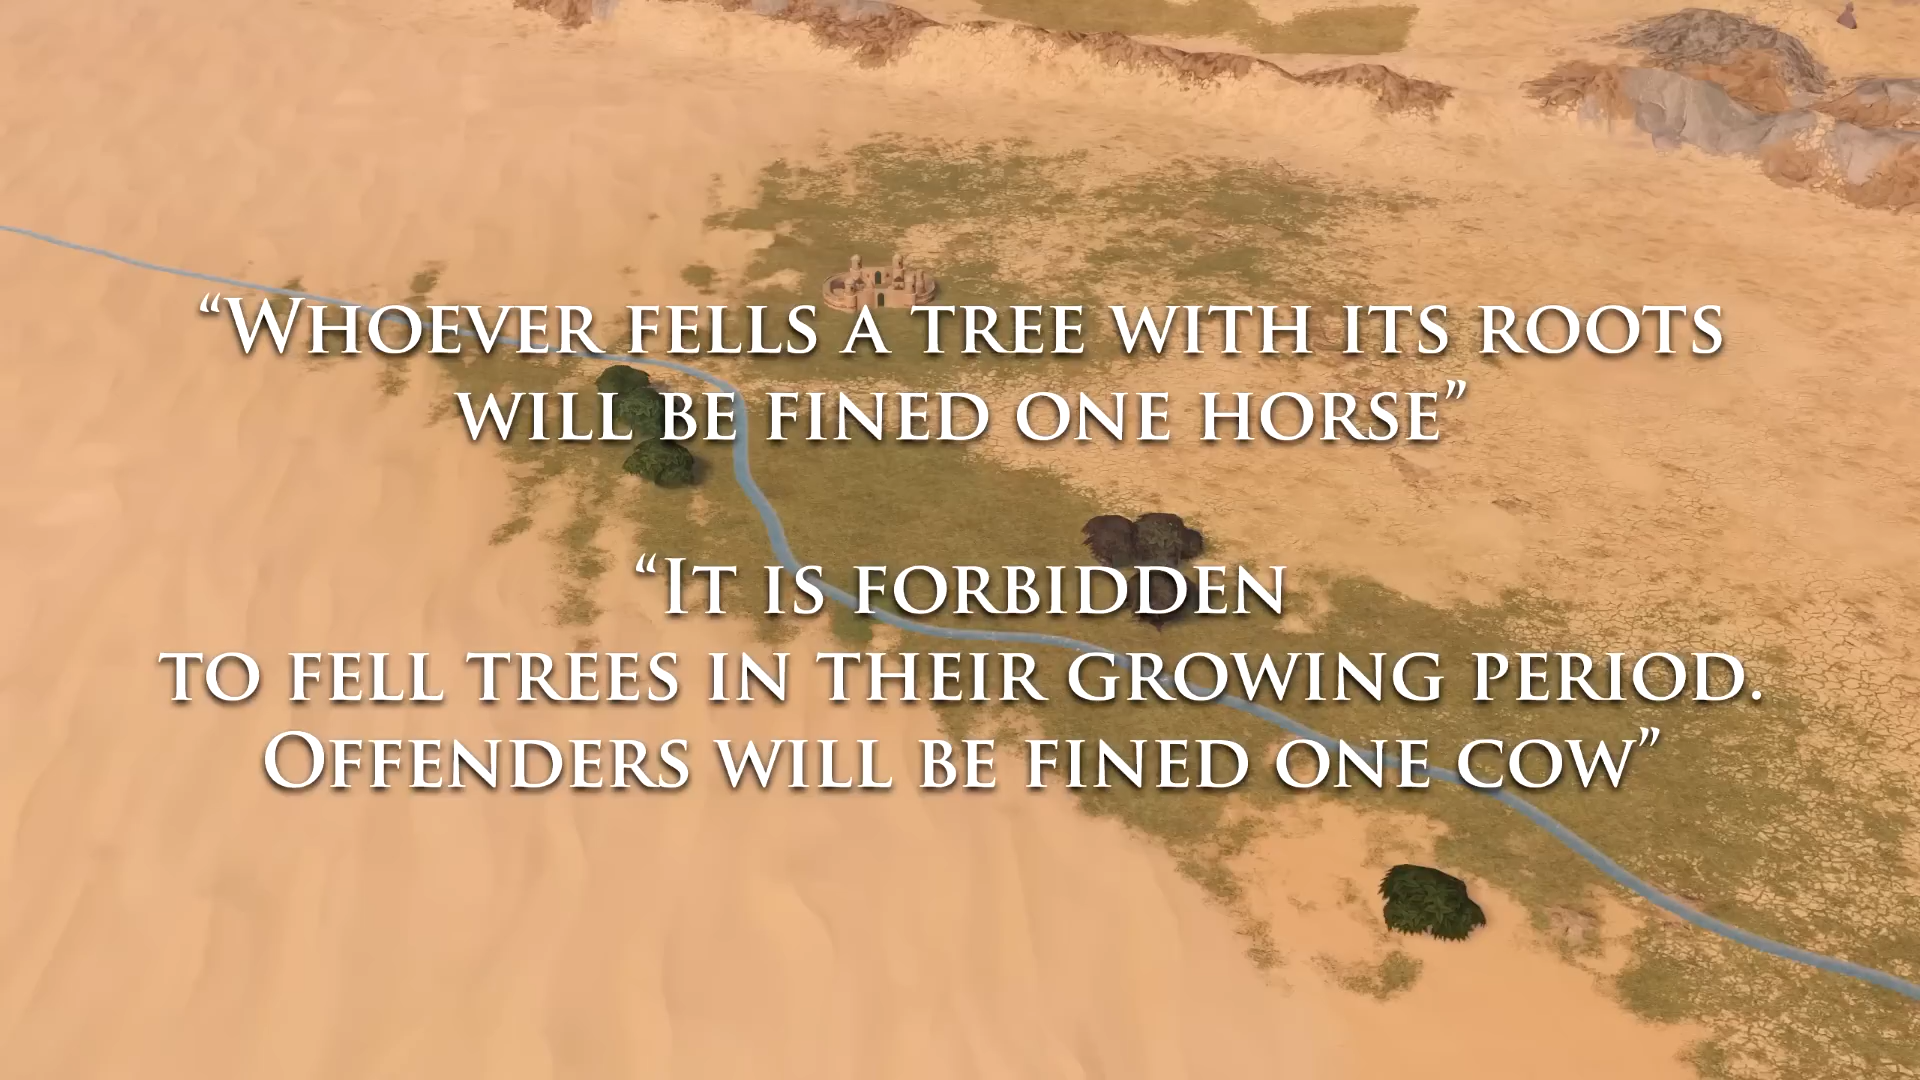 “Whoever fells a tree with its roots
will be fined one horse”
“It is forbidden
to fell trees in their growing period.
Offenders will be fined one cow”